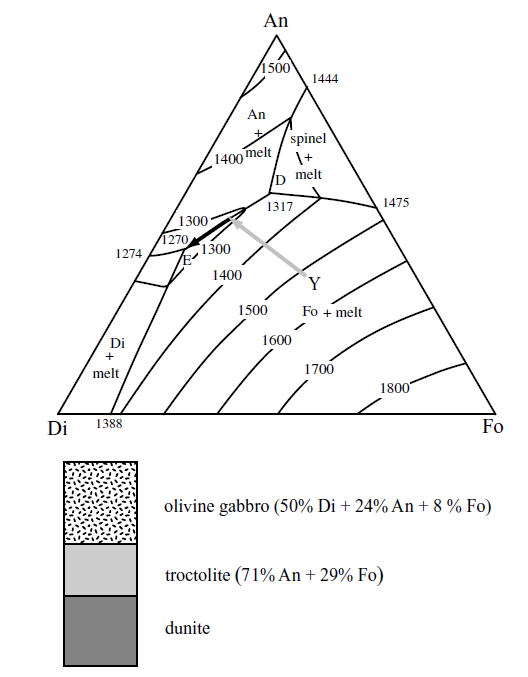 An
1500
1444
An
+
melt
spinel
+
melt
1400
D
1317
1475
1300
1270
1274
E
1300
1400
Y
1500
Fo + melt
1600
Di
+
melt
1700
1800
Di
1388
Fo
olivine gabbro (50% Di + 24% An + 8 % Fo)
troctolite (71% An + 29% Fo)
dunite